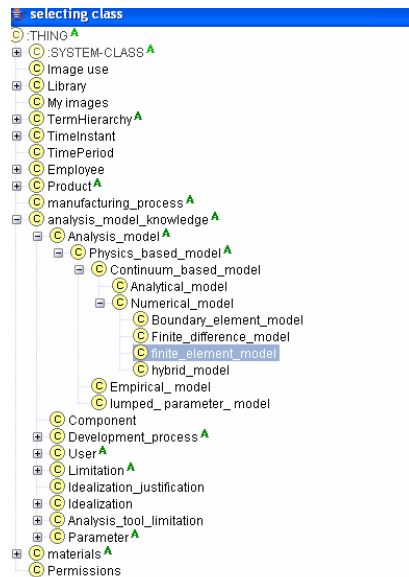 selecting class
C :THING A
C :SYSTEM-CLASS A
C Image use
C Library
C My images
C TermHierarchy A
C TimeInstant
C TimePeriod
C Employee
C Product A
C manufacturing_process A
C analysis_model_knowledge A
C Analysis_model A
C Physics_based_model A
C Continuum_based_model
C Analytical_model
C Numerical_model
C Boundary_element_model
C Finite_difference_model
C finite_element_model
C hybrid_model
C Empirical_ model
C lumped_ parameter_ model
C Component
C Development_process A
C User A
C Limitation A
C Idealization_justification
C Idealization
C Analysis_tool_limitation
C Parameter A
C materials A
C Permissions